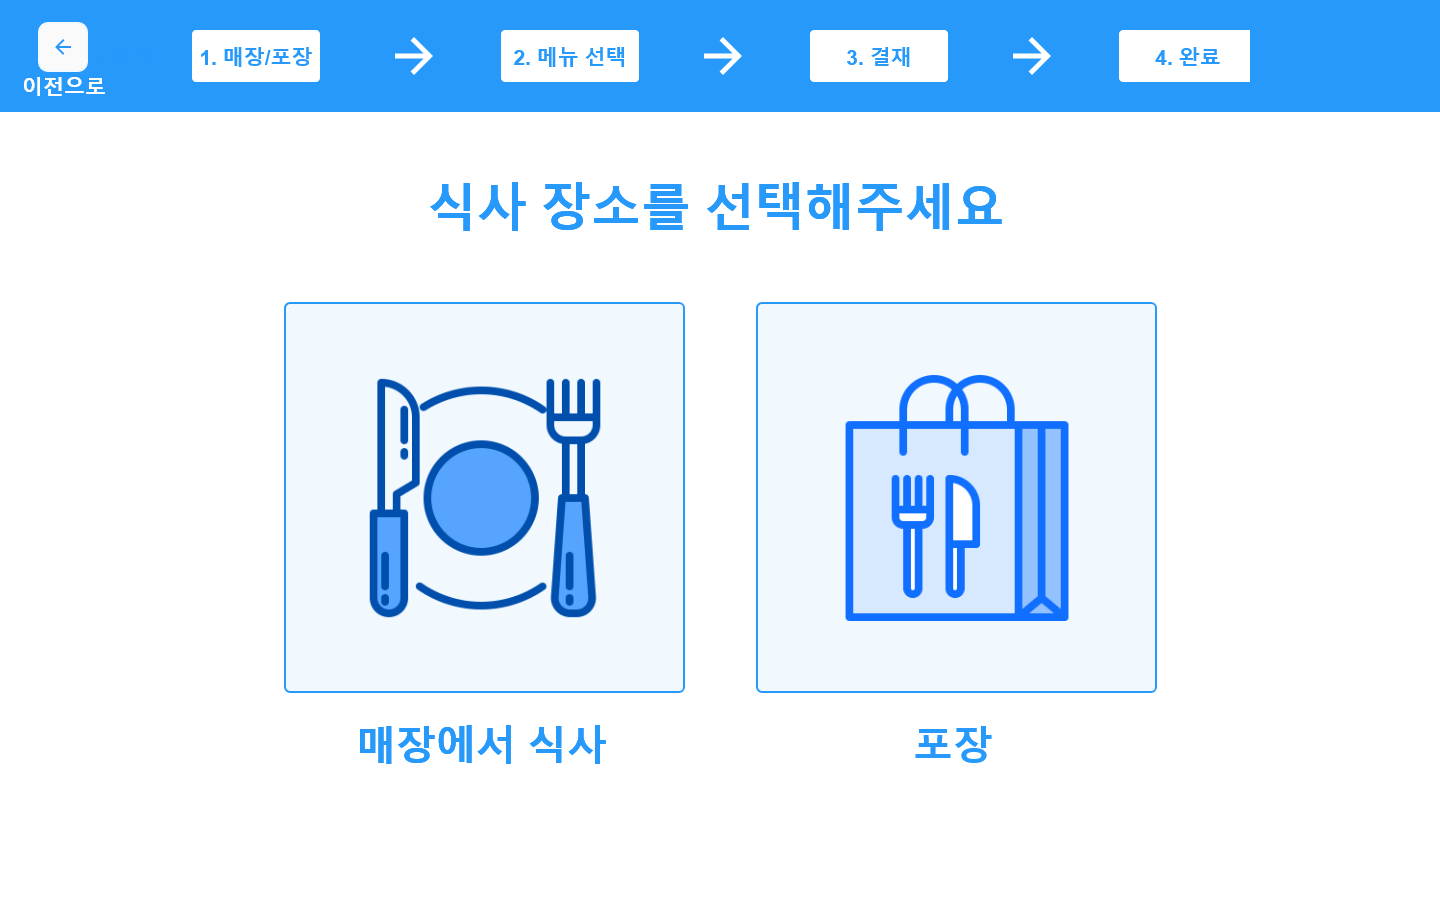 이전으로
1. 매장/포장
2. 메뉴 선택
3. 결재
4. 완료
식사 장소를 선택해주세요
매장에서 식사
포장